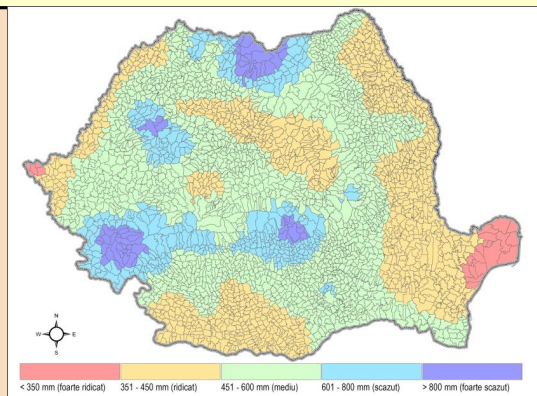 N
W E
S
< 350 mm (foarte ridicat) 351 - 450 mm (ridicat) 451 - 600 mm (mediu) 601 - 800 mm (scazut) > 800 mm (foarte scazut)